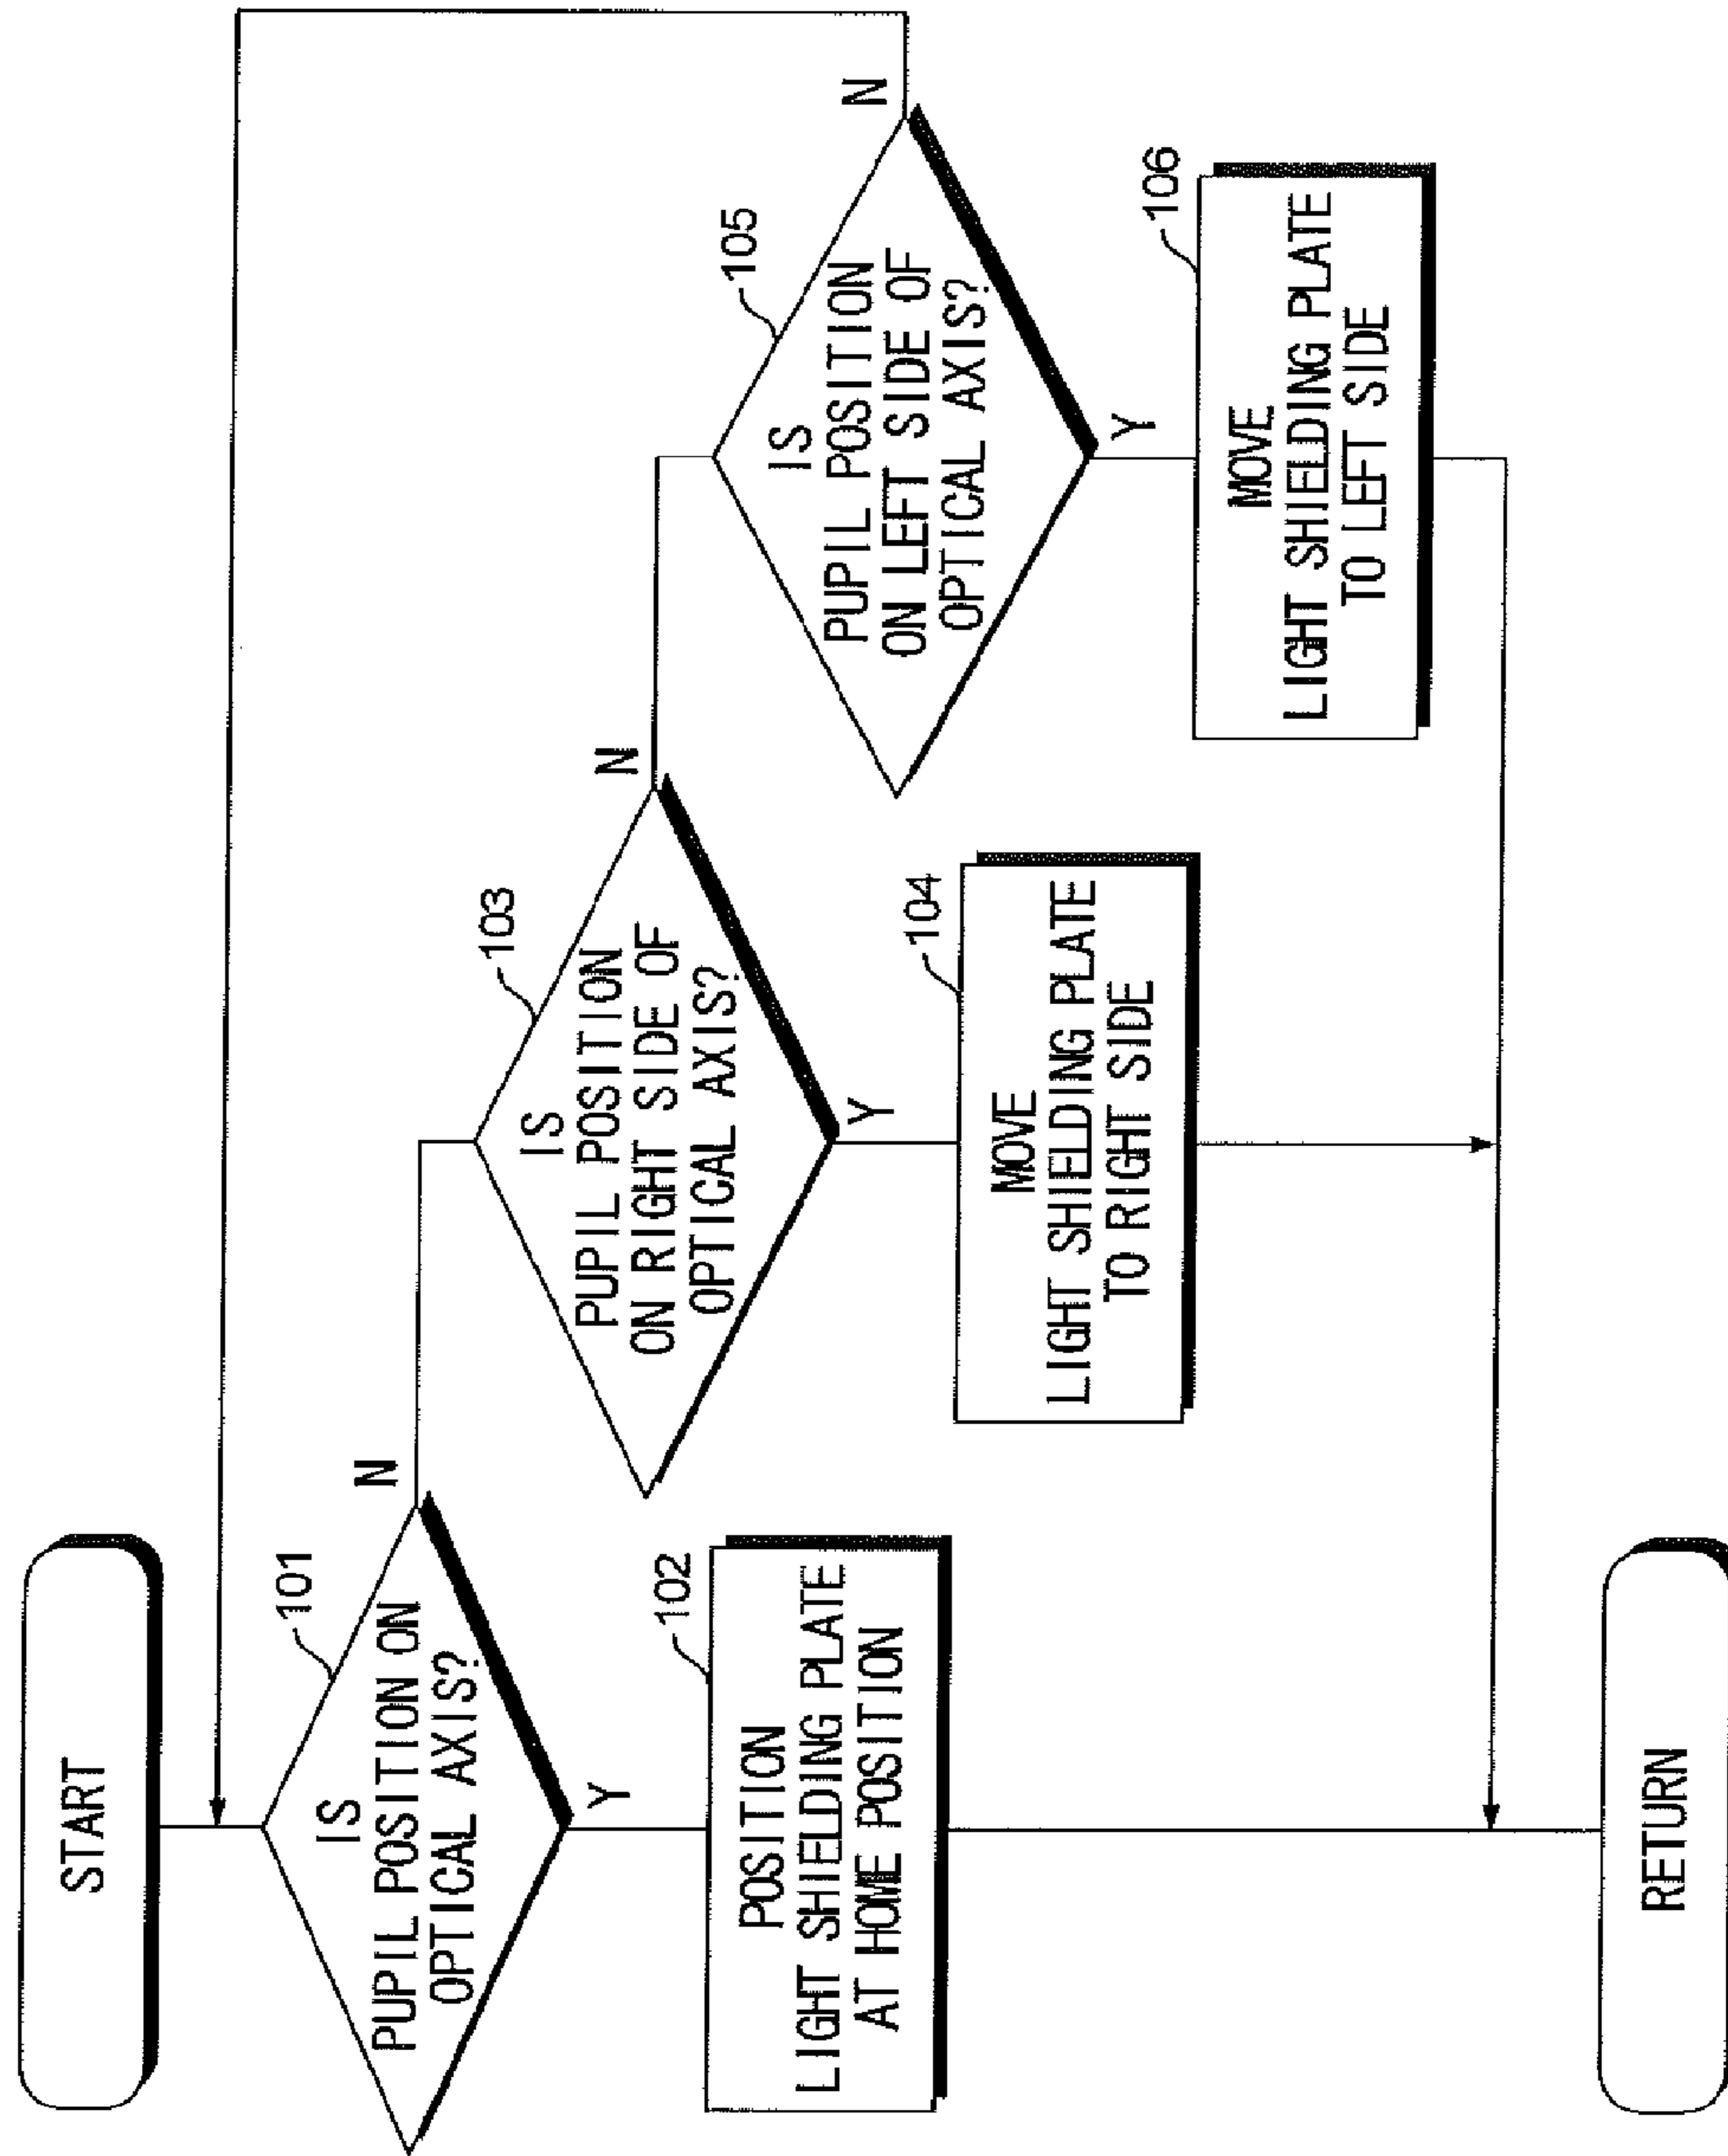 START
101
IS
PUPIL POSITION ON
OPTICAL AXIS?
N
Y
102
POSITION
LIGHT SHIELDING PLATE
AT HOME POSITION
103
IS
PUPIL POSITION
ON RIGHT SIDE OF
OPTICAL AXIS?
N
Y
104
MOVE
LIGHT SHIELDING PLATE
TO RIGHT SIDE
105
IS
PUPIL POSITION
ON LEFT SIDE OF
OPTICAL AXIS?
N
Y
106
MOVE
LIGHT SHIELDING PLATE
TO LEFT SIDE
RETURN